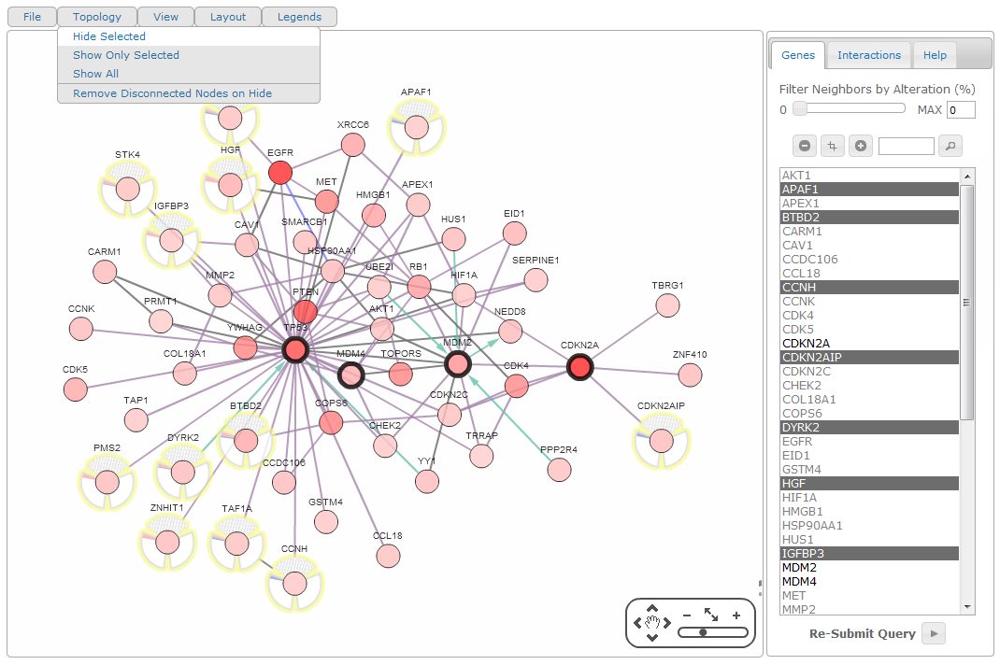 File Topology View Layout Legends
Hide Selected
Show Only Selected
Show All
Remove Disconnected Nodes on Hide
APAF1
XRCC6
HGF
EGFR
STK4
MET
APEX1
HMGB1
IGFBP3
EID1
HUS1
CAV1
SMARCB1
CARM1
HSP90AA1
SERPINE1
UBE2I
RB1
MMP2
HIF1A
TBRG1
PTEN
PRMT1
CCNK
AKT1
NEDD8
YWHAG
TP53
MDM2
CDKN2A
COL18A1
MDM4
TOPORS
ZNF410
CDK5
CDK4
TAP1
CDKN2C
BTBD2
COPS6
CDKN2AIP
CHEK2
DYRK2
TRRAP
PMS2
PPP2R4
CCDC106
YY1
GSTM4
ZNHIT1
TAF1A
CCL18
CCNH
Genes Interactions Help
Filter Neighbors by Alteration (%)
0 MAX 0
AKT1
APAF1
APEX1
BTBD2
CARM1
CAV1
CCDC106
CCL18
CCNH
CCNK
CDK4
CDK5
CDKN2A
CDKN2AIP
CDKN2C
CHEK2
COL18A1
COPS6
DYRK2
EGFR
EID1
GSTM4
HGF
HIF1A
HMGB1
HSP90AA1
HUS1
IGFBP3
MDM2
MDM4
MET
MMP2
Re-Submit Query